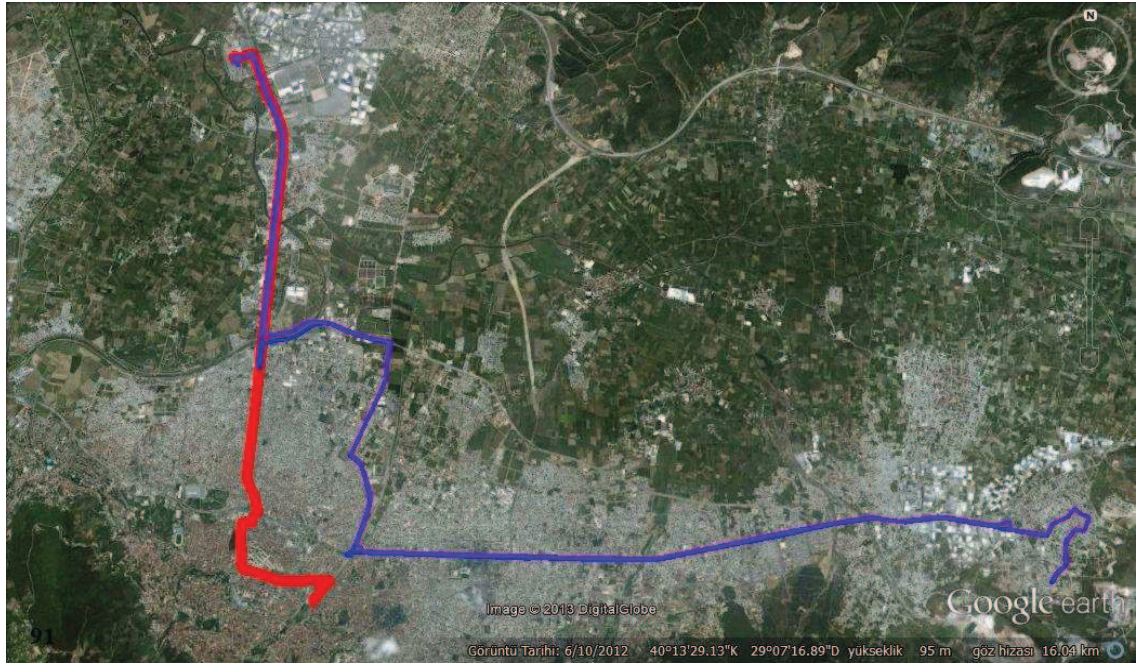 N
Image © 2013 DigitalGlobe
Google earth
91
Görüntü Tarihi: 6/10/2012 40°13'29.13"K 29°07'16.89"D yükseklik 95 m göz hizası 16.04 km